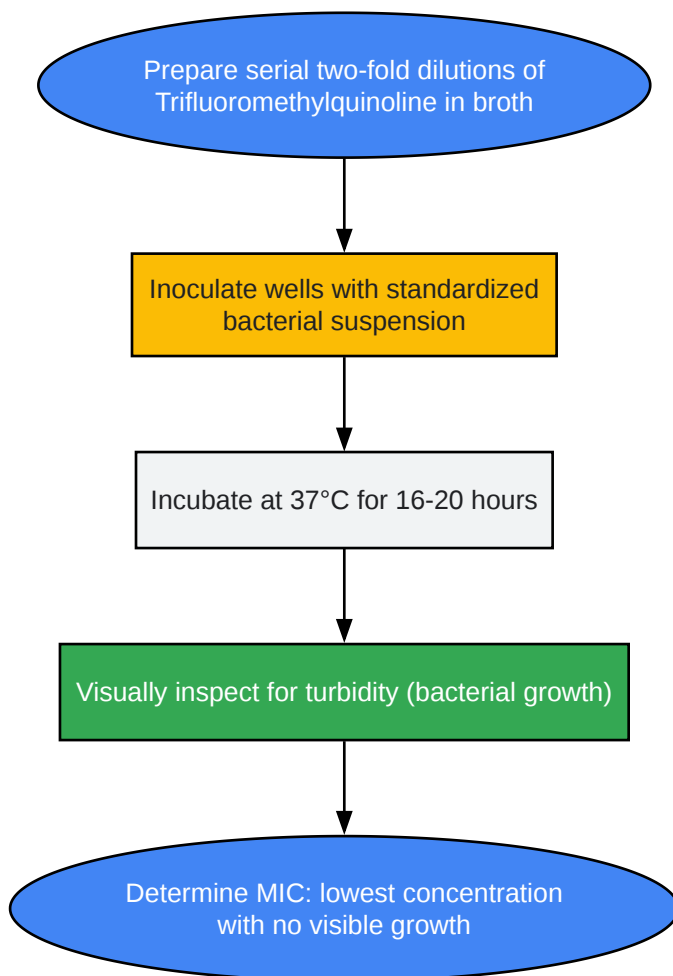 Prepare serial two-fold dilutions of
Trifluoromethylquinoline in broth
Inoculate wells with standardized
bacterial suspension
Incubate at 37°C for 16-20 hours
Visually inspect for turbidity (bacterial growth)
Determine MIC: lowest concentration
with no visible growth